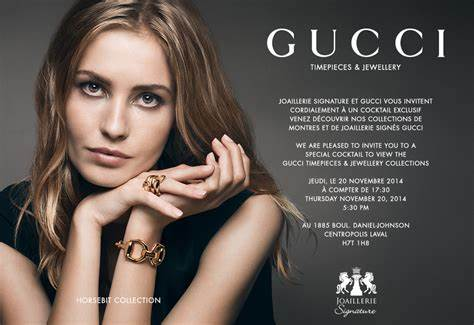 GUCCI
TIMEPIECES & JEWELLERY
JOAILLERIE SIGNATURE ET GUCCI VOUS INVITENT
CORDIALEMENT À UN COCKTAIL EXCLUSIF
VENEZ DÉCOUVRIR NOS COLLECTIONS DE
MONTRES ET DE JOAILLERIE SIGNÉS GUCCI
WE ARE PLEASED TO INVITE YOU TO A
SPECIAL COCKTAIL TO VIEW THE
GUCCI TIMEPIECES & JEWELLERY COLLECTIONS
JEUDI, LE 20 NOVEMBRE 2014
À COMPTER DE 17:30
THURSDAY NOVEMBER 20, 2014
5:30 PM
AU 1885 BOUL. DANIEL-JOHNSON
CENTROPOLIS LAVAL
H7T 1H8
HORSEBIT COLLECTION
JOAILLERIE
Signature